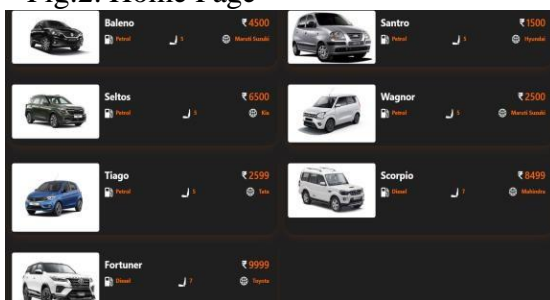 Fig.2. Home Page
Baleno ₹4500
Petrol 5 Maruti Suzuki
Santro ₹1500
Petrol 5 Hyundai
Seltos ₹6500
Petrol 5 Kia
Wagnor ₹2500
Petrol 5 Maruti Suzuki
Tiago ₹2599
Petrol 5 Tata
Scorpio ₹8499
Diesel 7 Mahindra
Fortuner ₹9999
Diesel 7 Toyota